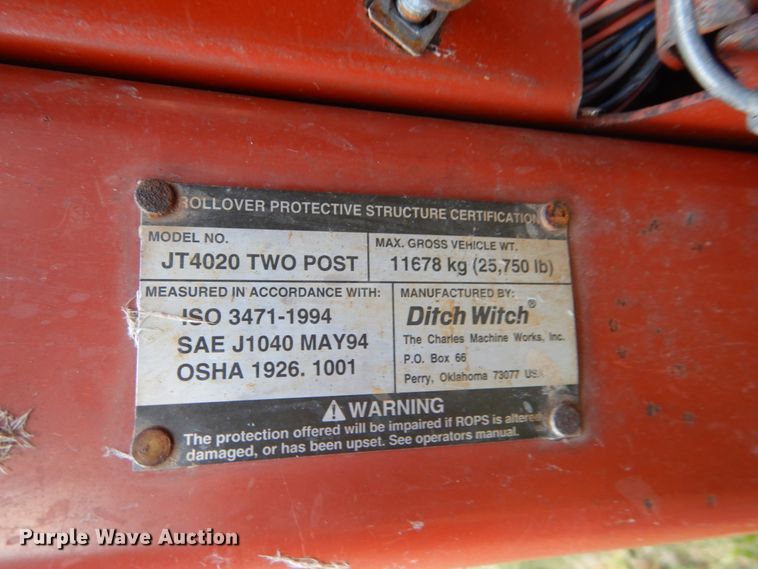 ROLLOVER PROTECTIVE STRUCTURE CERTIFICATION
MODEL NO.
JT4020 TWO POST
MAX. GROSS VEHICLE WT.
11678 kg (25,750 lb)
MEASURED IN ACCORDANCE WITH:
ISO 3471-1994
SAE J1040 MAY94
OSHA 1926. 1001
MANUFACTURED BY:
Ditch Witch®
The Charles Machine Works, Inc.
P.O. Box 66
Perry, Oklahoma 73077 USA
⚠ WARNING
The protection offered will be impaired if ROPS is altered,
damaged, or has been upset. See operators manual.
Purple Wave Auction®